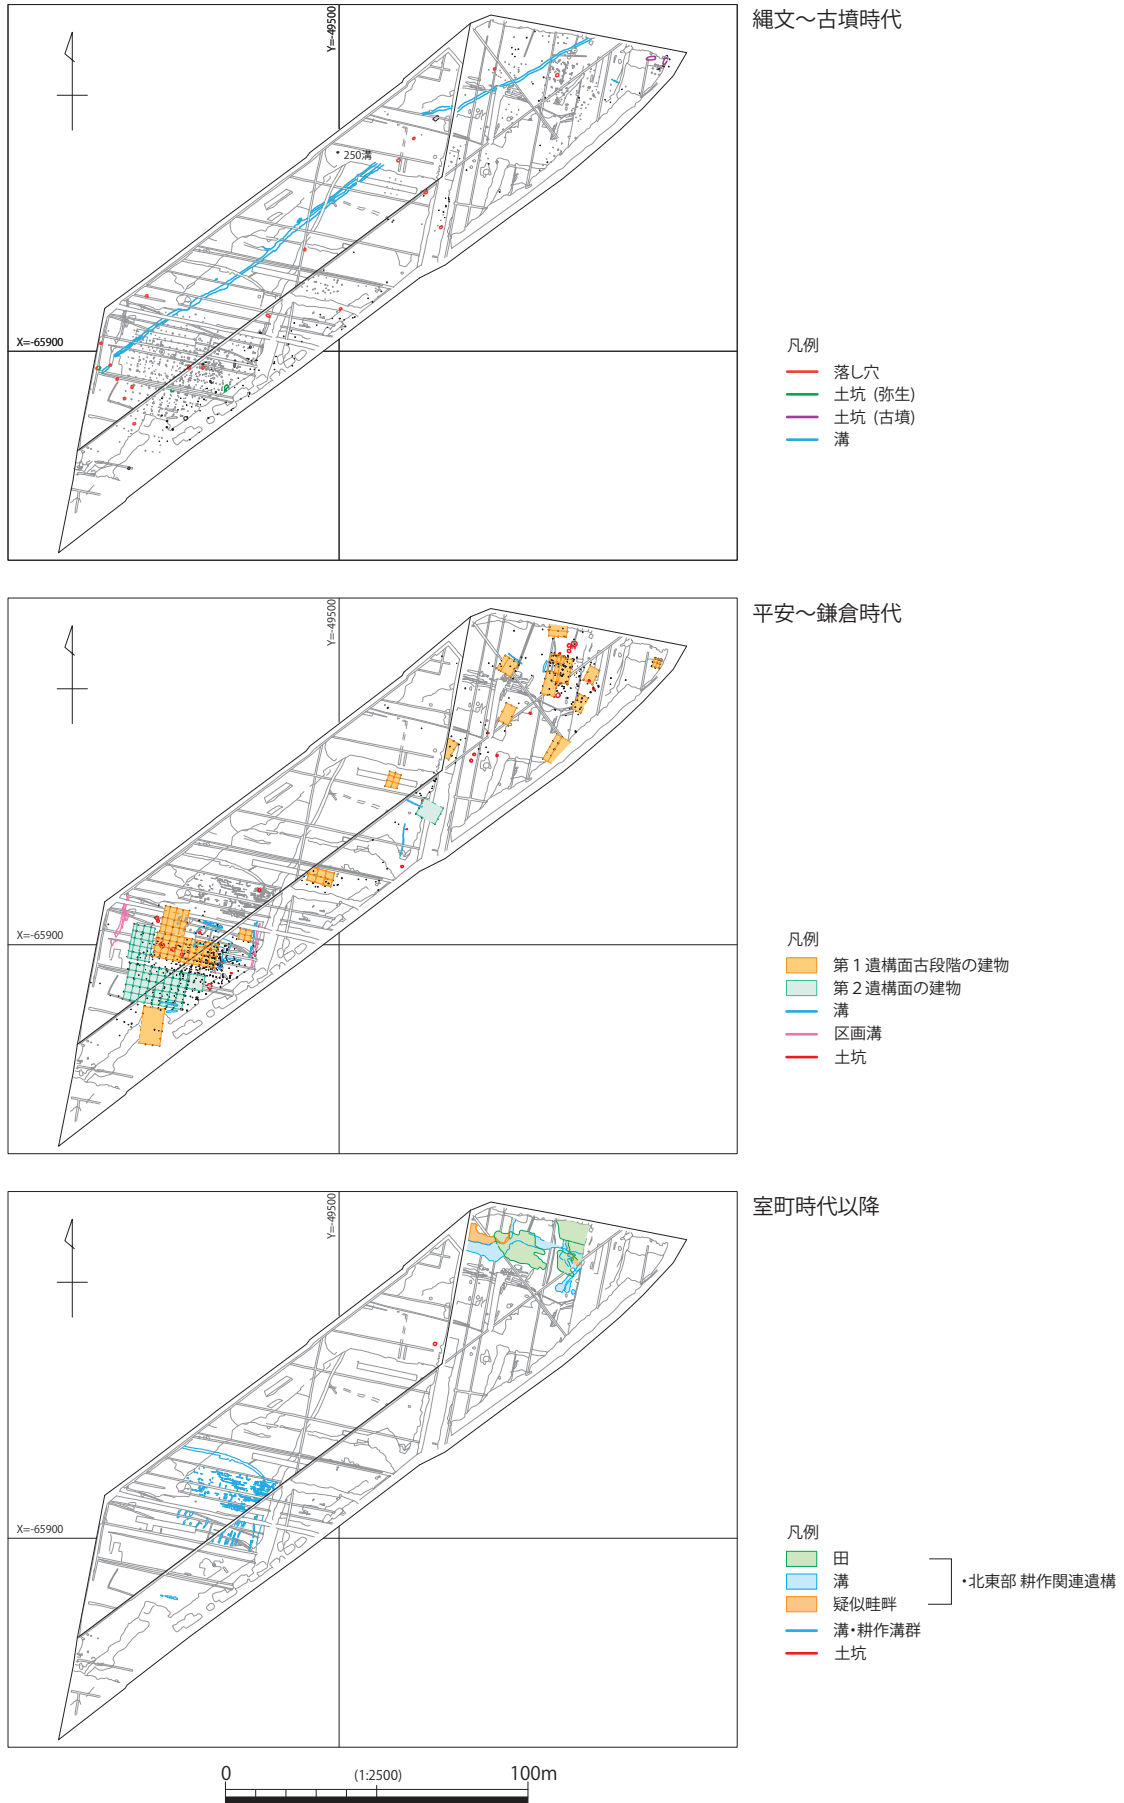 縄文～古墳時代
Y=-49500
250溝
X=-65900
凡例
落し穴
土坑 (弥生)
土坑 (古墳)
溝
平安～鎌倉時代
Y=-49500
X=-65900
凡例
第１遺構面古段階の建物
第２遺構面の建物
溝
区画溝
土坑
室町時代以降
Y=-49500
X=-65900
凡例
田
溝
・北東部 耕作関連遺構
疑似畦畔
溝・耕作溝群
土坑
0 (1:2500) 100m